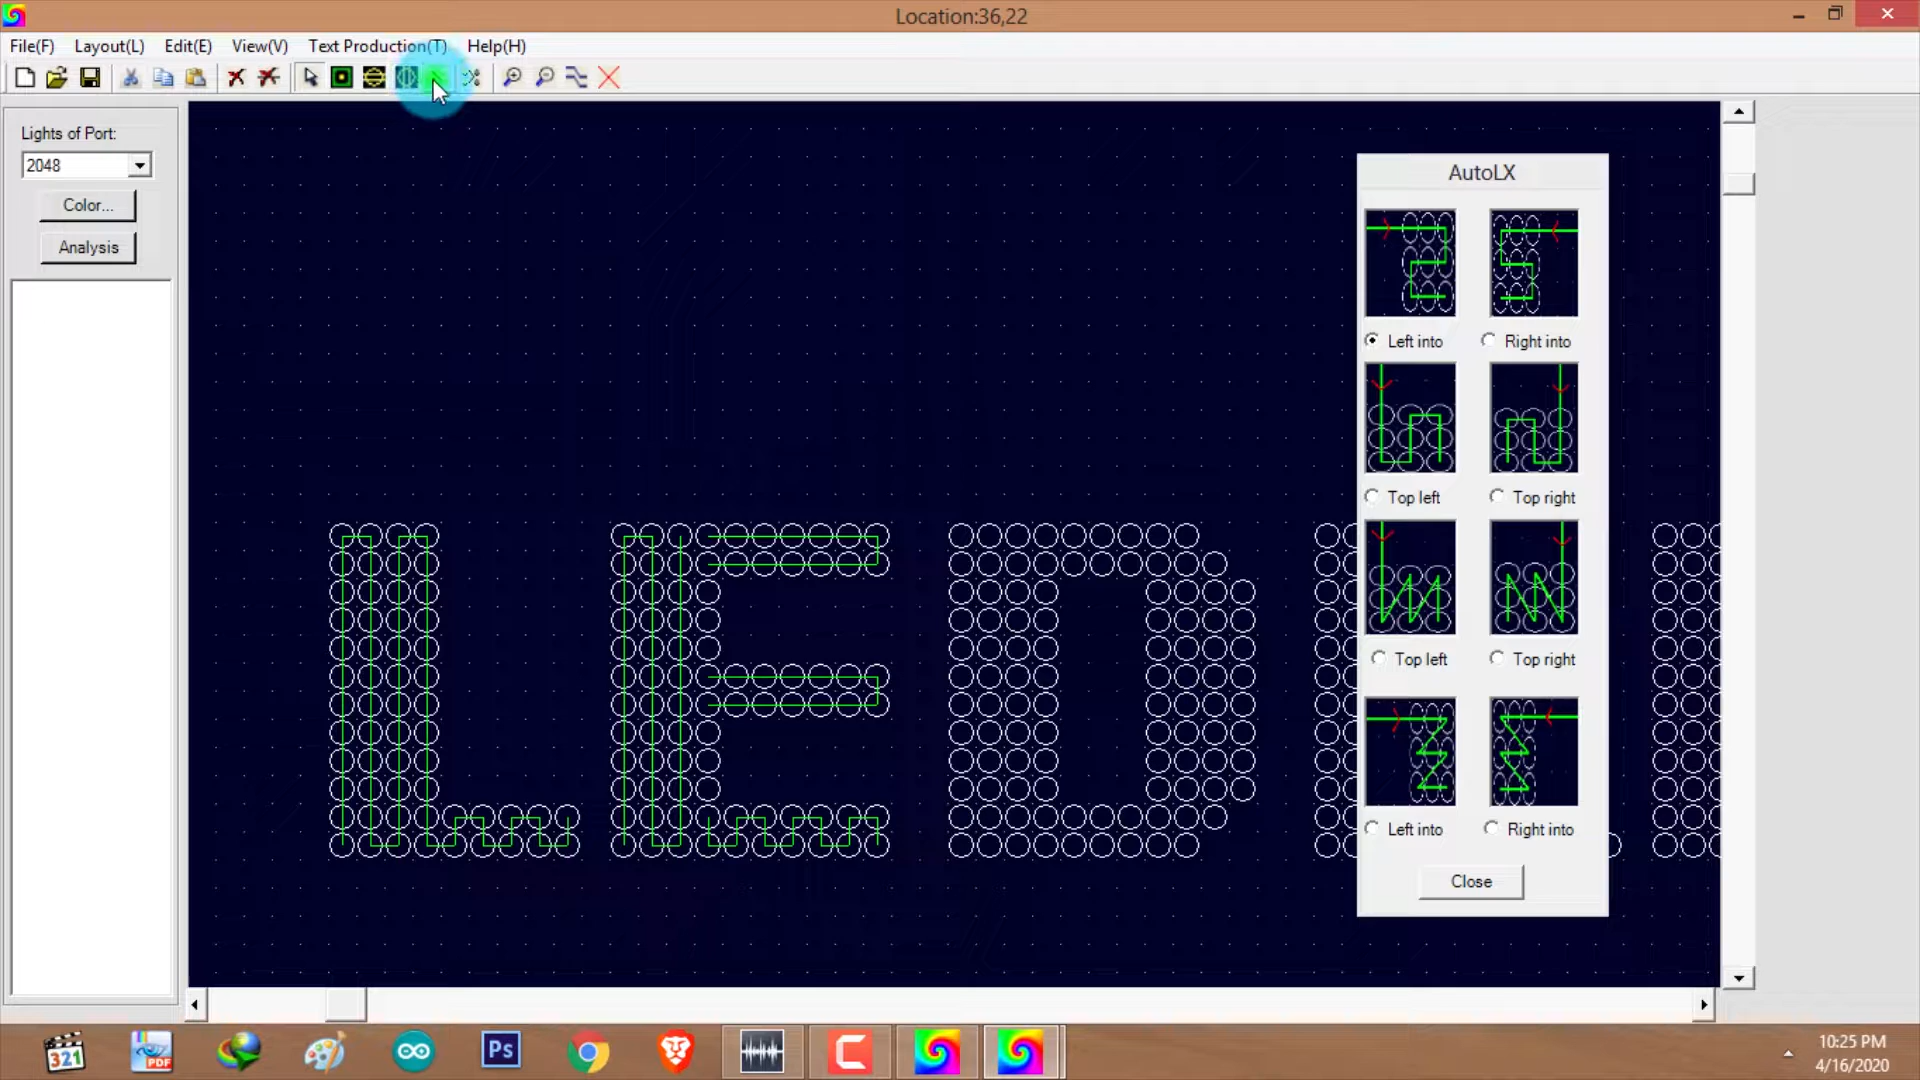 Location:36,22
File(F) Layout(L) Edit(E) View(V) Text Production(T) Help(H)
Lights of Port:
2048
Color...
Analysis
AutoLX
Left into Right into
Top left Top right
Top left Top right
Left into Right into
Close
321 PDF Ps
10:25 PM
4/16/2020